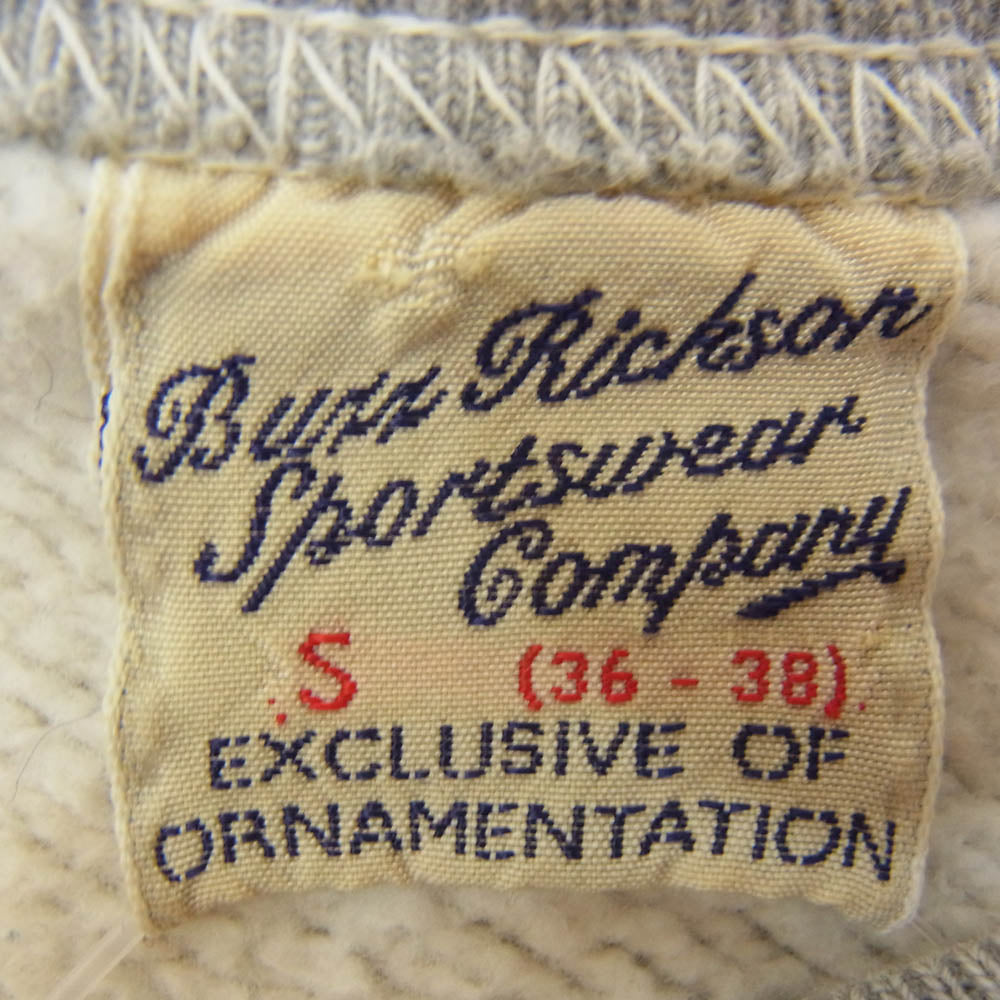 Buzz Rickson
Sportswear
Company
S (36 - 38)
EXCLUSIVE OF
ORNAMENTATION